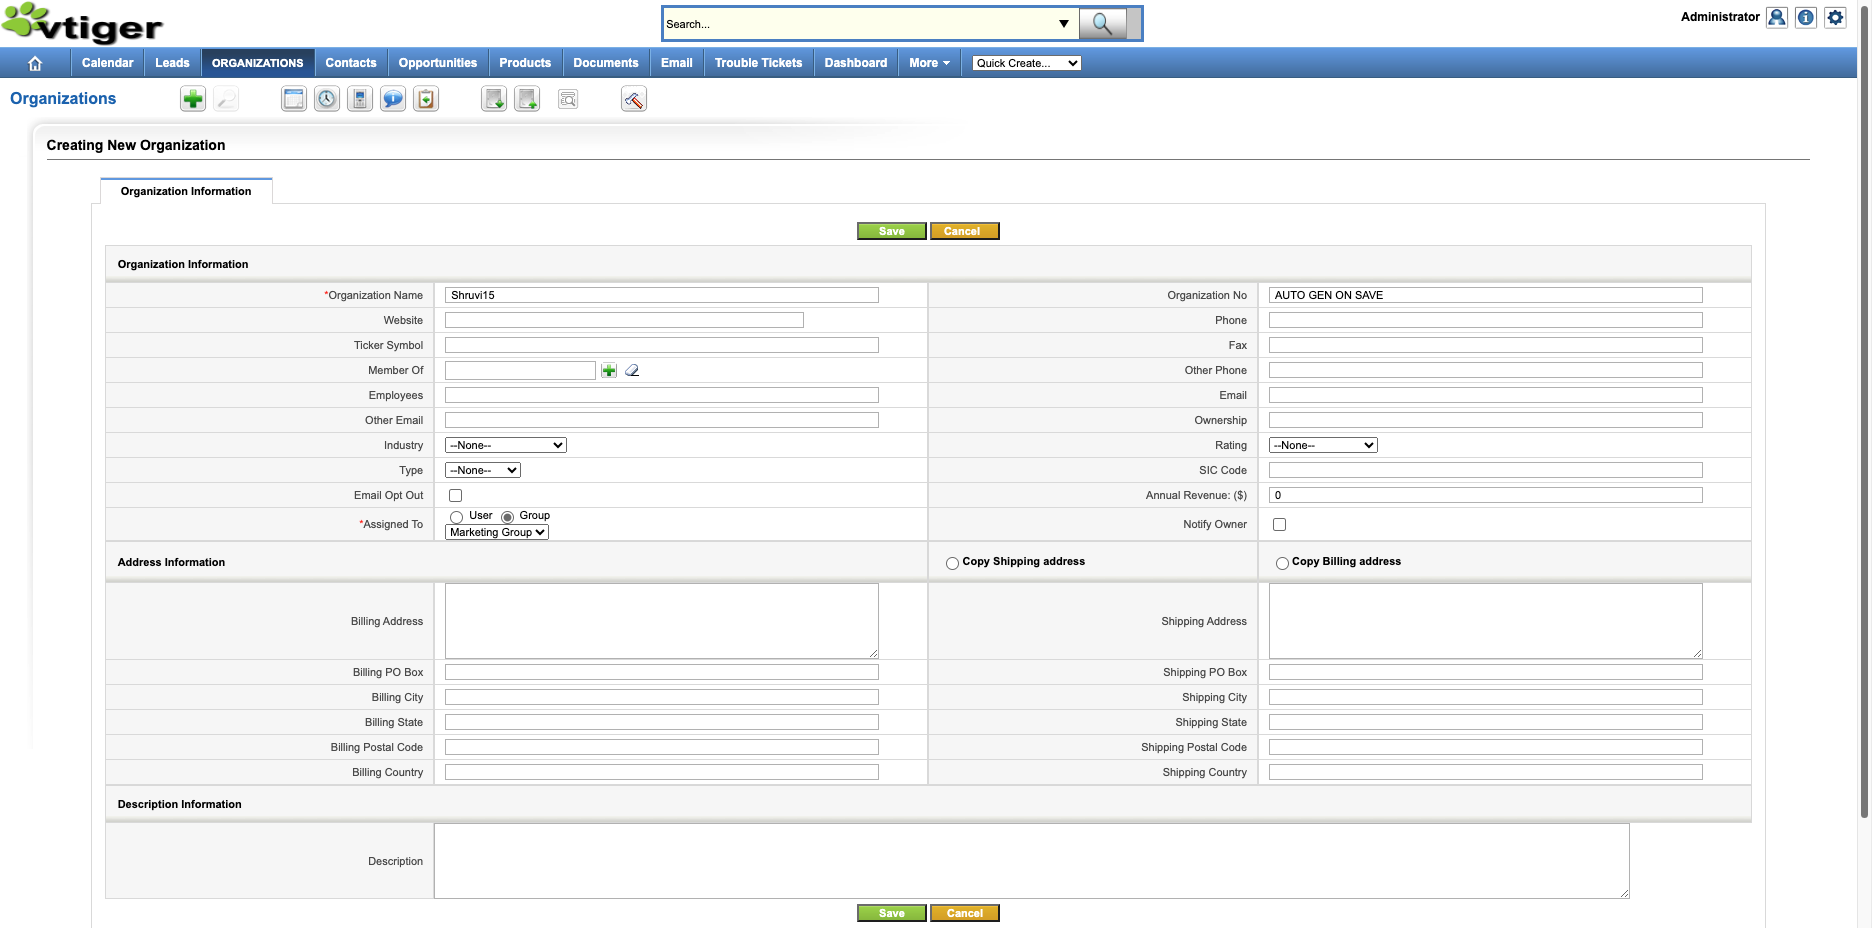 vtiger
Search...
Administrator
Calendar Leads ORGANIZATIONS Contacts Opportunities Products Documents Email Trouble Tickets Dashboard More Quick Create...
Organizations
Creating New Organization
Organization Information
Save Cancel
Organization Information
*Organization Name Shruvi15 Organization No AUTO GEN ON SAVE
Website Phone
Ticker Symbol Fax
Member Of Other Phone
Employees Email
Other Email Ownership
Industry --None-- Rating --None--
Type --None-- SIC Code
Email Opt Out Annual Revenue: ($) 0
*Assigned To User Group Notify Owner
Marketing Group
Address Information Copy Shipping address Copy Billing address
Billing Address Shipping Address
Billing PO Box Shipping PO Box
Billing City Shipping City
Billing State Shipping State
Billing Postal Code Shipping Postal Code
Billing Country Shipping Country
Description Information
Description
Save Cancel